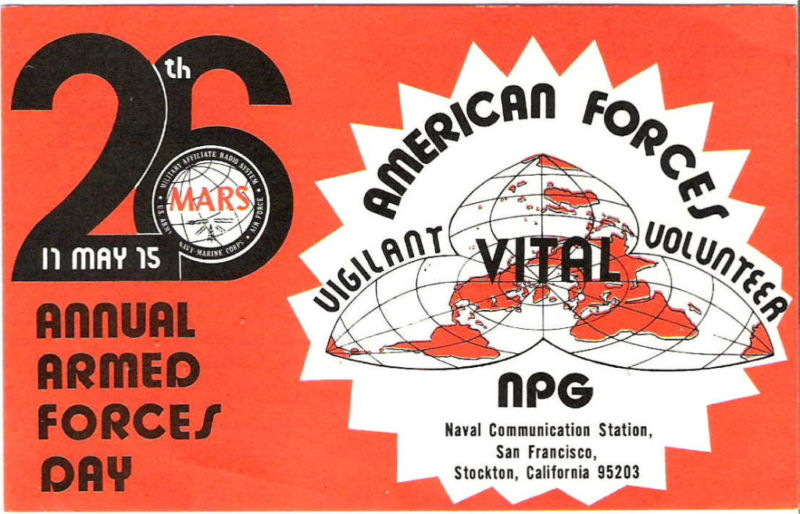 26th
MILITARY AFFILIATE RADIO SYSTEM
MARS
U.S. ARMY • NAVY-MARINE CORPS • AIR FORCE
17 MAY 75
ANNUAL
ARMED
FORCES
DAY
AMERICAN FORCES
VIGILANT VITAL VOLUNTEER
NPG
Naval Communication Station,
San Francisco,
Stockton, California 95203